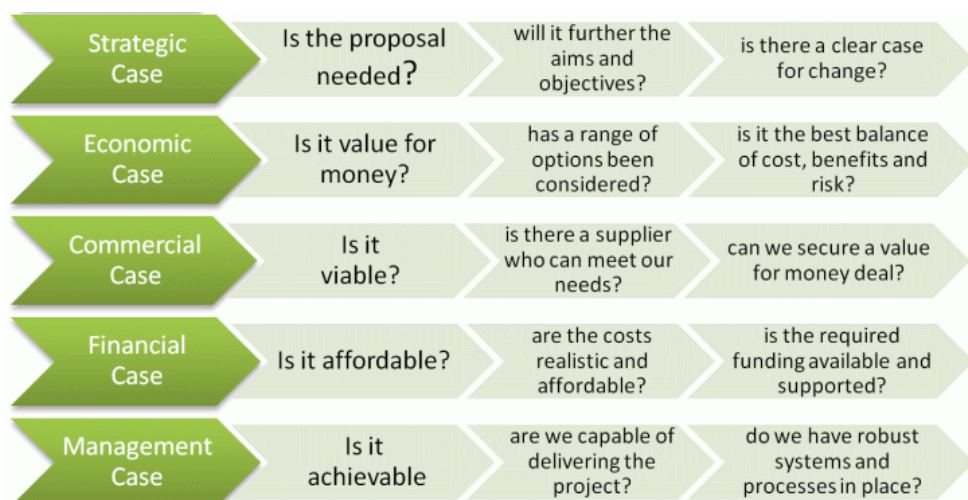 Strategic
Case
Is the proposal
needed?
will it further the
aims and
objectives?
is there a clear case
for change?
Economic
Case
Is it value for
money?
has a range of
options been
considered?
is it the best balance
of cost, benefits and
risk?
Commercial
Case
Is it
viable?
is there a supplier
who can meet our
needs?
can we secure a value
for money deal?
Financial
Case
Is it affordable?
are the costs
realistic and
affordable?
is the required
funding available and
supported?
Management
Case
Is it
achievable
are we capable of
delivering the
project?
do we have robust
systems and
processes in place?